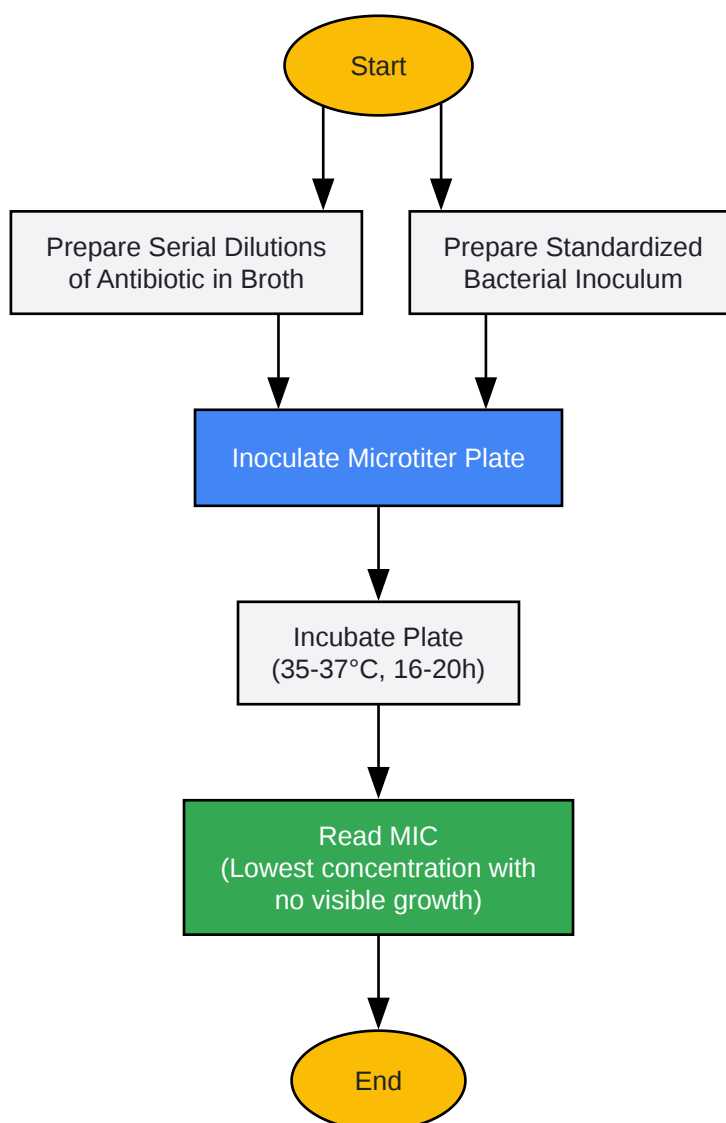 Start
Prepare Serial Dilutions
of Antibiotic in Broth
Prepare Standardized
Bacterial Inoculum
Inoculate Microtiter Plate
Incubate Plate
(35-37°C, 16-20h)
Read MIC
(Lowest concentration with
no visible growth)
End